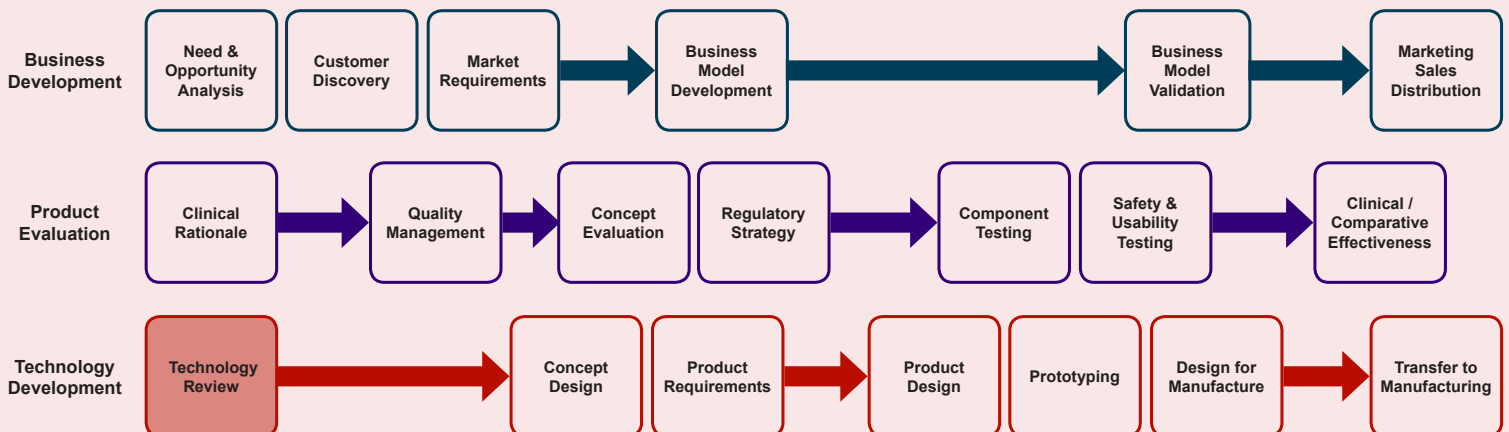 Business
Development
Need &
Opportunity
Analysis
Customer
Discovery
Market
Requirements
Business
Model
Development
Business
Model
Validation
Marketing
Sales
Distribution
Product
Evaluation
Clinical
Rationale
Quality
Management
Concept
Evaluation
Regulatory
Strategy
Component
Testing
Safety &
Usability
Testing
Clinical /
Comparative
Effectiveness
Technology
Development
Technology
Review
Concept
Design
Product
Requirements
Product
Design
Prototyping
Design for
Manufacture
Transfer to
Manufacturing